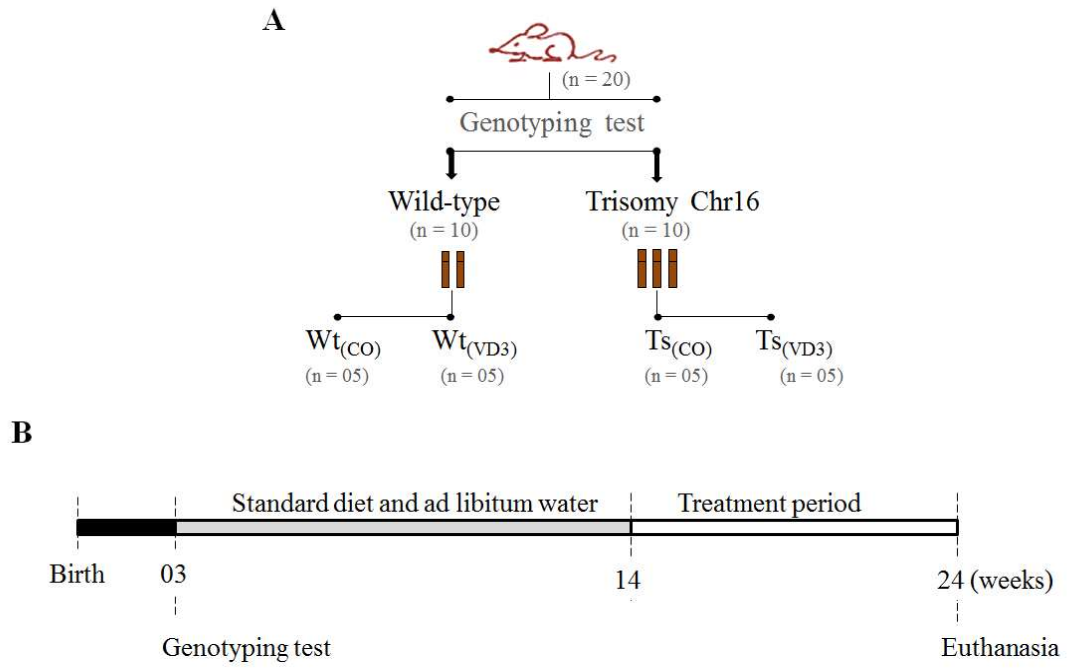 A
(n = 20)
Genotyping test
Wild-type Trisomy Chr16
(n = 10) (n = 10)
Wt(CO) Wt(VD3) Ts(CO) Ts(VD3)
(n = 05) (n = 05) (n = 05) (n = 05)
B
Standard diet and ad libitum water Treatment period
Birth 03 14 24 (weeks)
Genotyping test Euthanasia